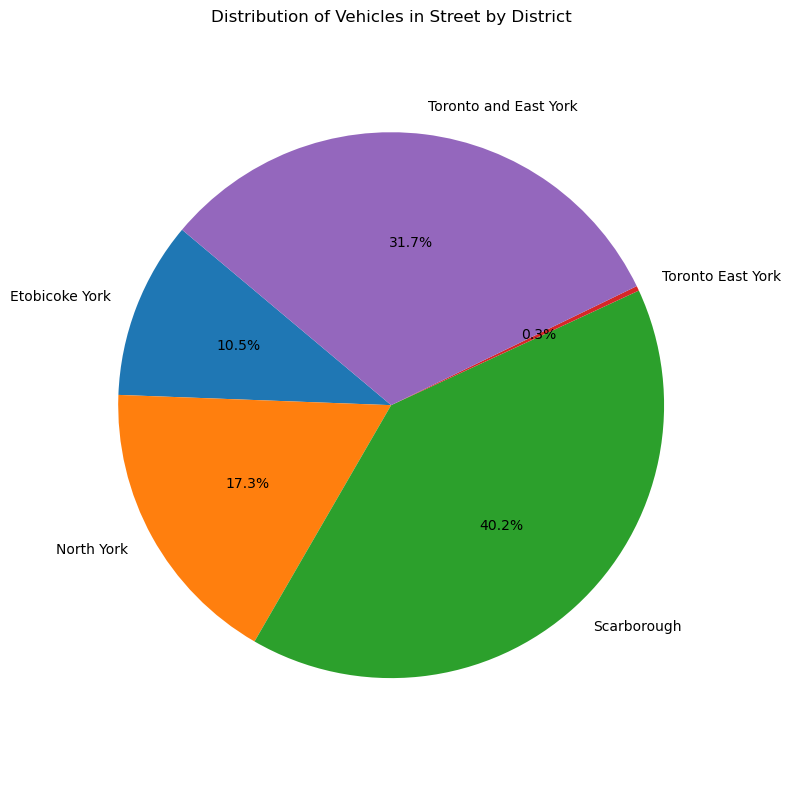 Distribution of Vehicles in Street by District
Toronto and East York
31.7%
Toronto East York
0.3%
Etobicoke York
10.5%
17.3%
North York
40.2%
Scarborough